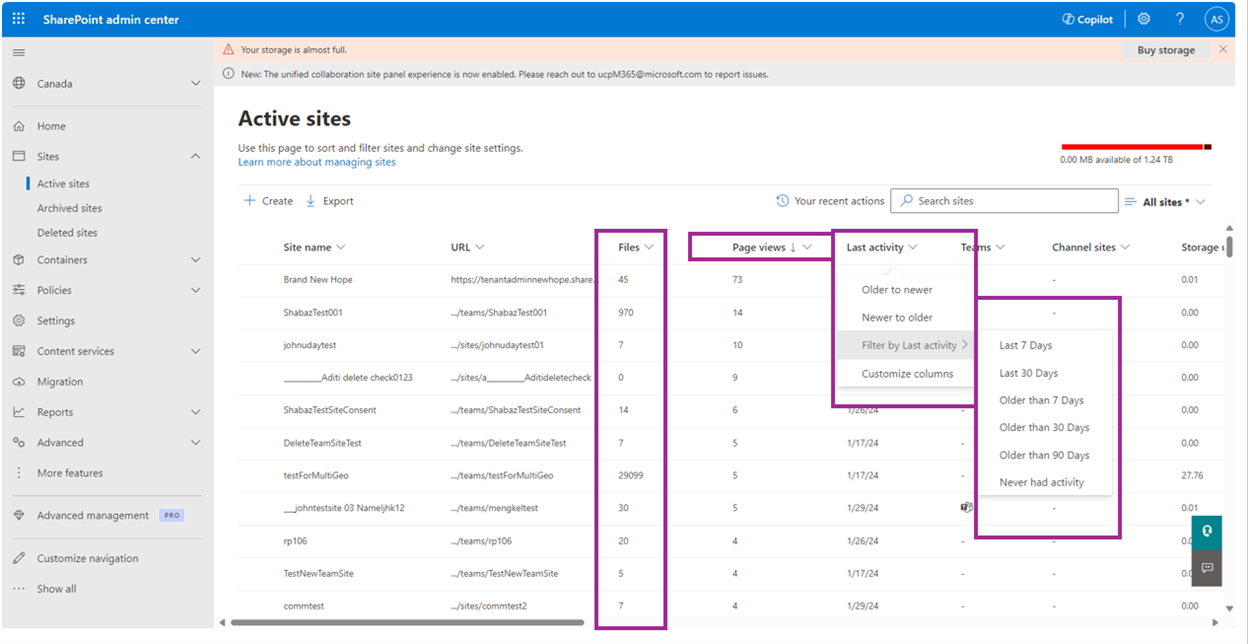 SharePoint admin center
Copilot
?
AS
Your storage is almost full.
Buy storage
New: The unified collaboration site panel experience is now enabled. Please reach out to ucpM365@microsoft.com to report issues.
Canada
Home
Sites
Active sites
Archived sites
Deleted sites
Containers
Policies
Settings
Content services
Migration
Reports
Advanced
More features
Advanced management PRO
Customize navigation
Show all
Active sites
Use this page to sort and filter sites and change site settings.
Learn more about managing sites
0.00 MB available of 1.24 TB
Create
Export
Your recent actions
Search sites
All sites *
Site name URL Files Page views ↓ Last activity Teams Channel sites Storage
Brand New Hope https://tenantadminnewhope.share... 45 73 - 0.01
ShabazTest001 .../teams/ShabazTest001 970 14 - 0.00
johnudaytest .../sites/johnudaytest01 7 10 0.00
________Aditi delete check0123 .../sites/a________Aditideletecheck 0 9 0.00
ShabazTestSiteConsent .../teams/ShabazTestSiteConsent 14 6 1/26/24 - 0.00
DeleteTeamSiteTest .../teams/DeleteTeamSiteTest 7 5 1/17/24 - 0.00
testForMultiGeo .../teams/testForMultiGeo 29099 5 1/17/24 - 27.76
__johntestsite 03 Nameljhk12 .../teams/mengkeltest 30 5 1/29/24 - 0.01
rp106 .../teams/rp106 20 4 1/26/24 - -
TestNewTeamSite .../teams/TestNewTeamSite 5 4 1/17/24 - -
commtest .../sites/commtest2 7 4 1/29/24 - - 0.00
Older to newer
Newer to older
Filter by Last activity
Customize columns
Last 7 Days
Last 30 Days
Older than 7 Days
Older than 30 Days
Older than 90 Days
Never had activity